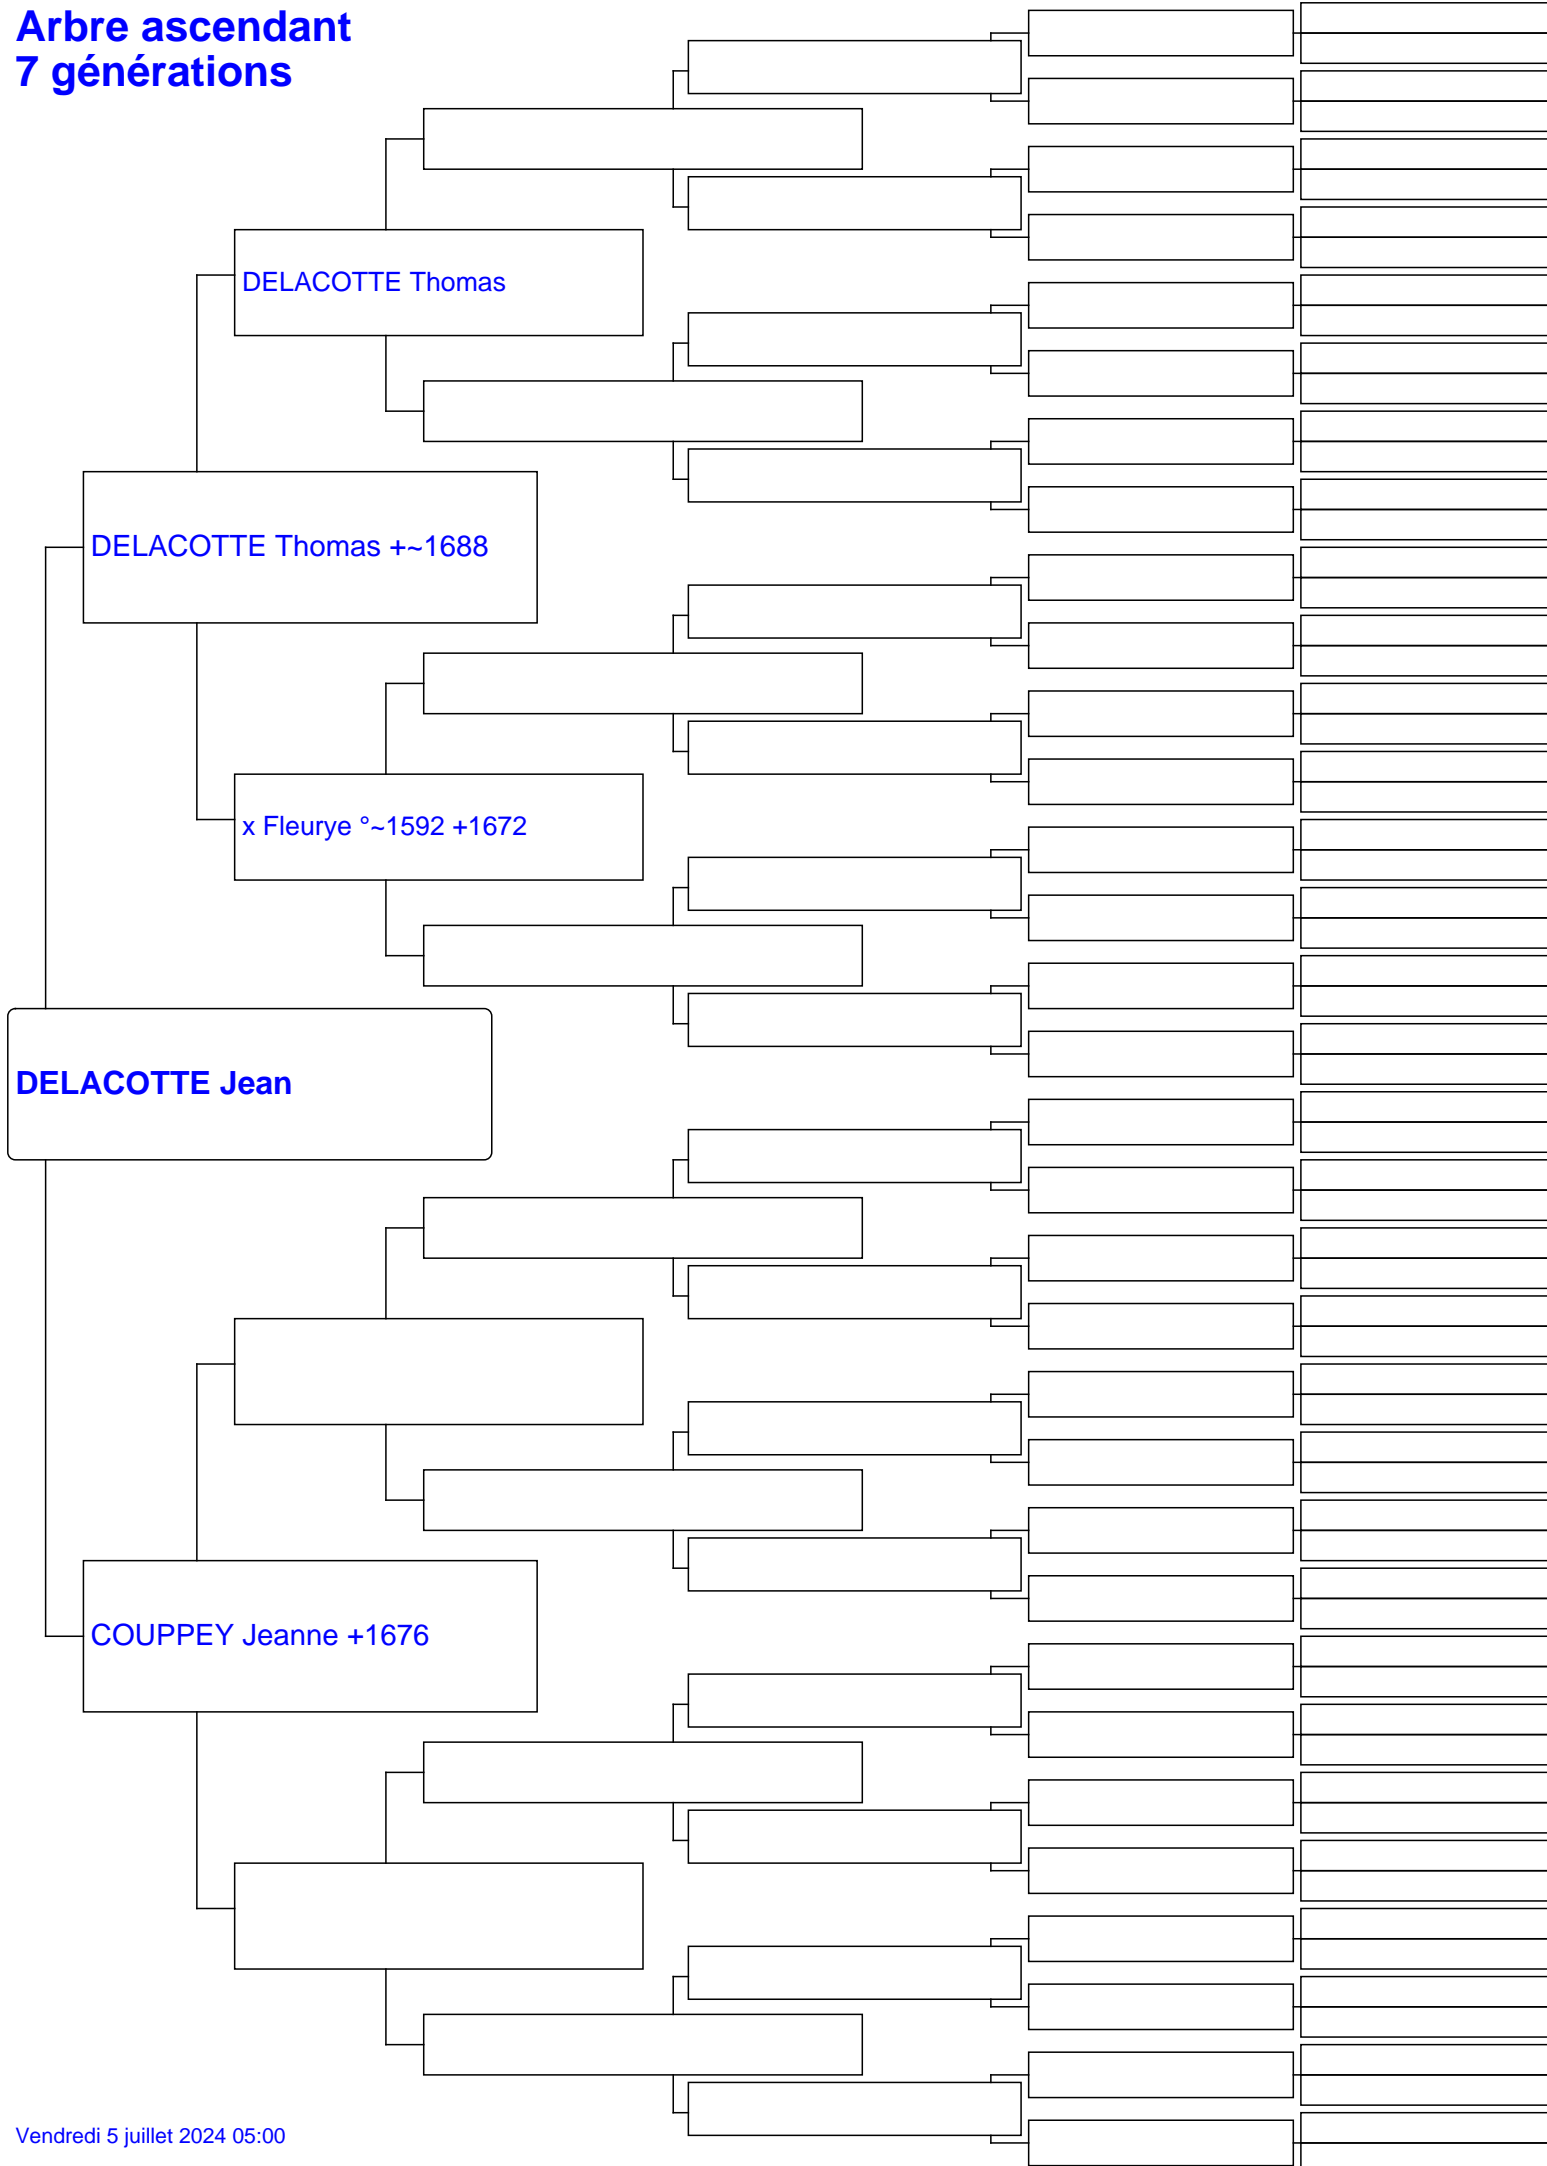 Arbre ascendant
7 générations
DELACOTTE Thomas
DELACOTTE Thomas +~1688
x Fleurye °~1592 +1672
DELACOTTE Jean
COUPPEY Jeanne +1676
Vendredi 5 juillet 2024 05:00